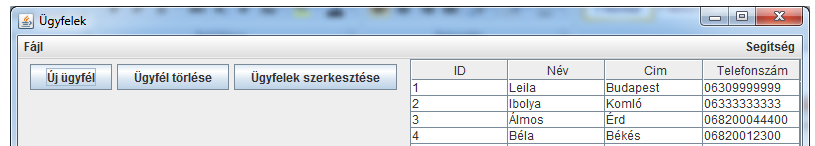 Ügyfelek
Fájl Segítség
Új ügyfél Ügyfél törlése Ügyfelek szerkesztése
ID Név Cim Telefonszám
1 Leila Budapest 06309999999
2 Ibolya Komló 06333333333
3 Álmos Érd 068200044400
4 Béla Békés 06820012300